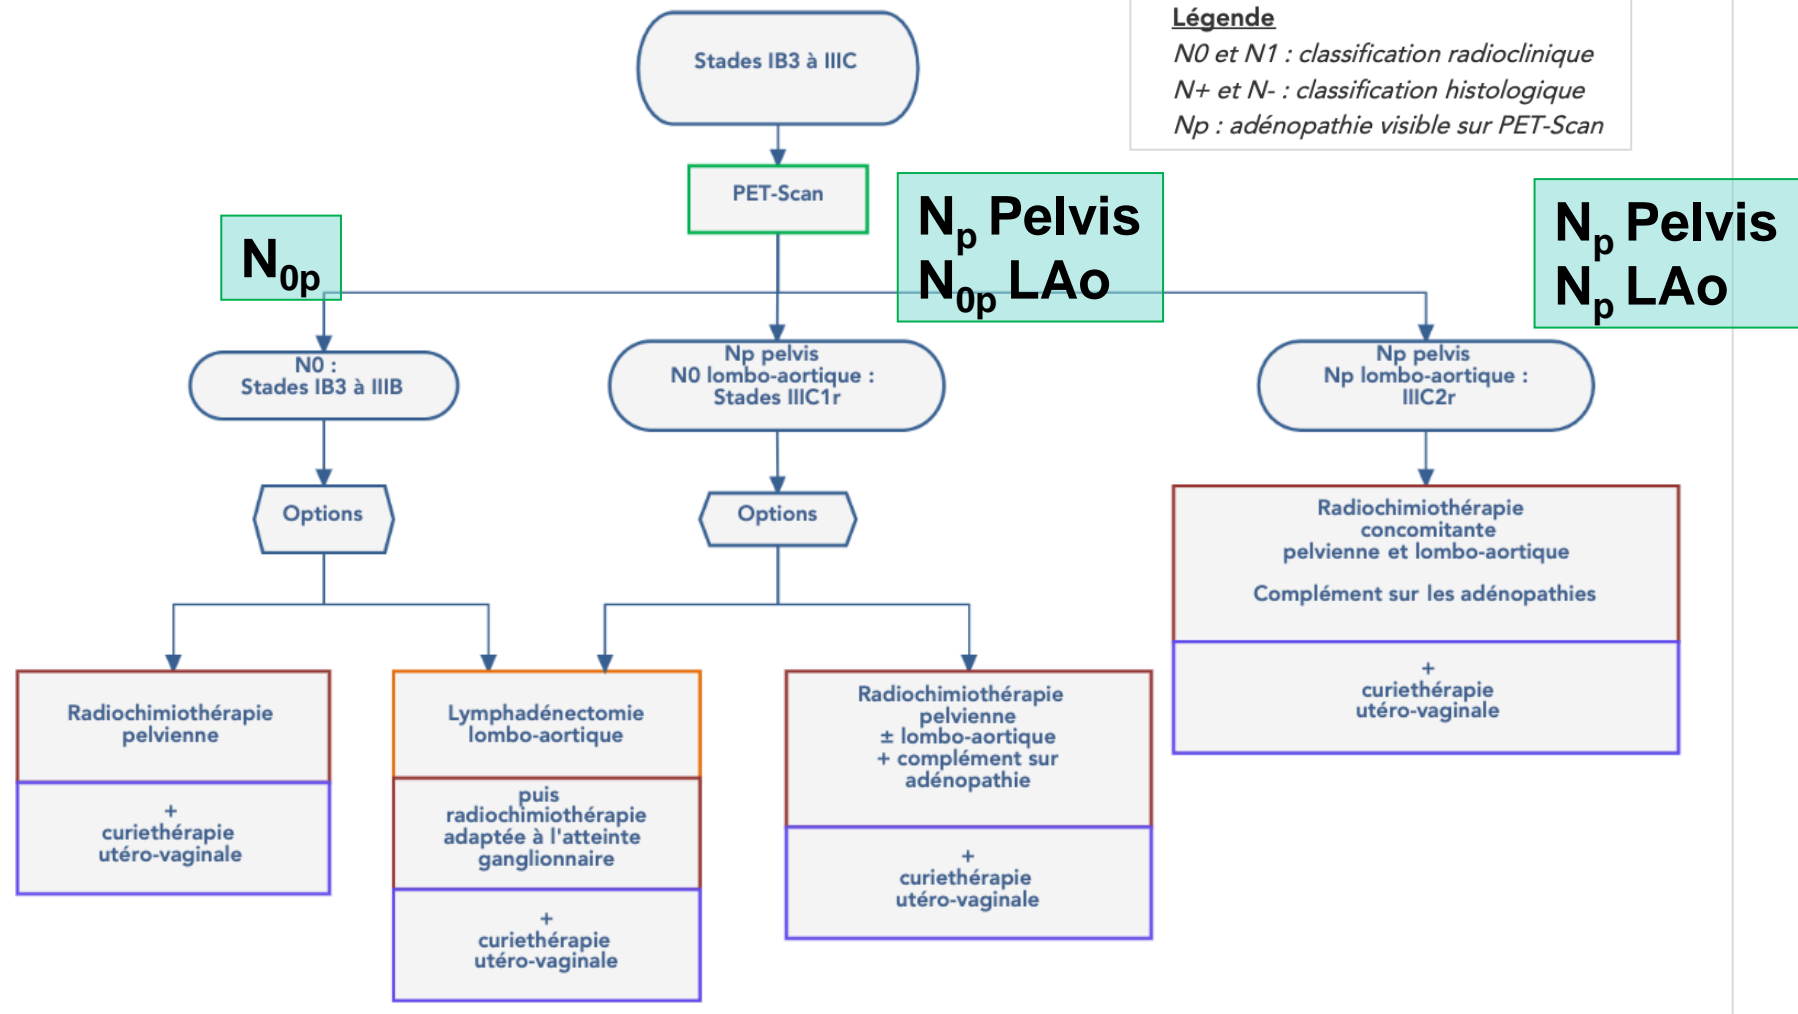 Légende
N0 et N1 : classification radioclinique
N+ et N- : classification histologique
Np : adénopathie visible sur PET-Scan
Stades IB3 à IIIC
PET-Scan
N0p
Np Pelvis
N0p LAo
Np Pelvis
Np LAo
N0 :
Stades IB3 à IIIB
Np pelvis
N0 lombo-aortique :
Stades IIIC1r
Np pelvis
Np lombo-aortique :
IIIC2r
Options
Options
Radiochimiothérapie
pelvienne
+
curiethérapie
utéro-vaginale
Lymphadénectomie
lombo-aortique
puis
radiochimiothérapie
adaptée à l'atteinte
ganglionnaire
+
curiethérapie
utéro-vaginale
Radiochimiothérapie
pelvienne
± lombo-aortique
+ complément sur
adénopathie
+
curiethérapie
utéro-vaginale
Radiochimiothérapie
concomitante
pelvienne et lombo-aortique
Complément sur les adénopathies
+
curiethérapie
utéro-vaginale